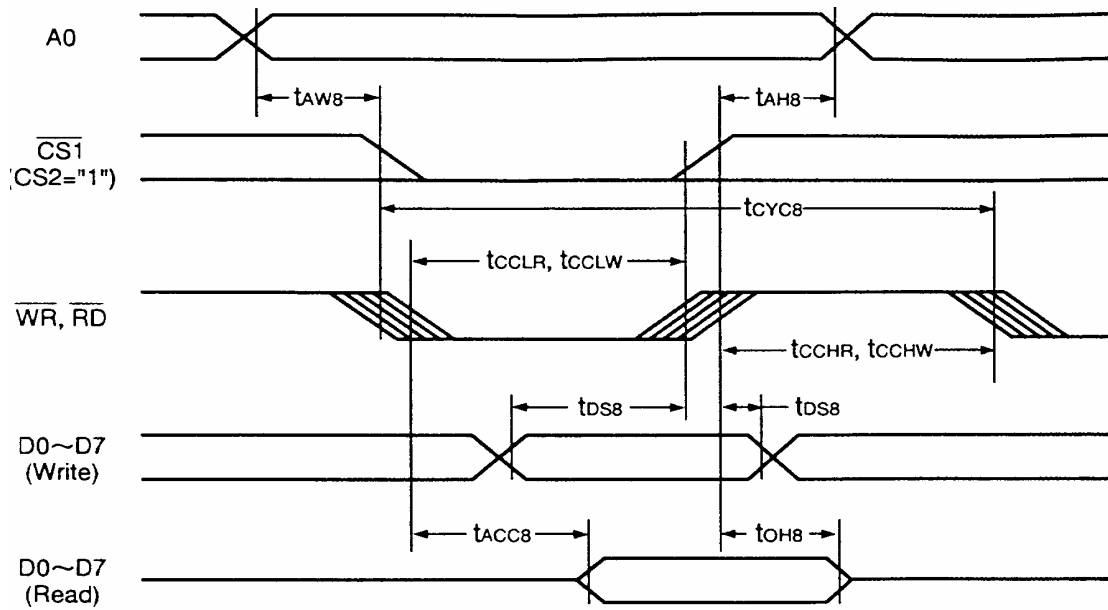 A0
tAW8
tAH8
CS1
(CS2="1")
tCYC8
tCCLR, tCCLW
WR, RD
tCCHR, tCCHW
tDS8
tDS8
D0~D7
(Write)
tACC8
tOH8
D0~D7
(Read)